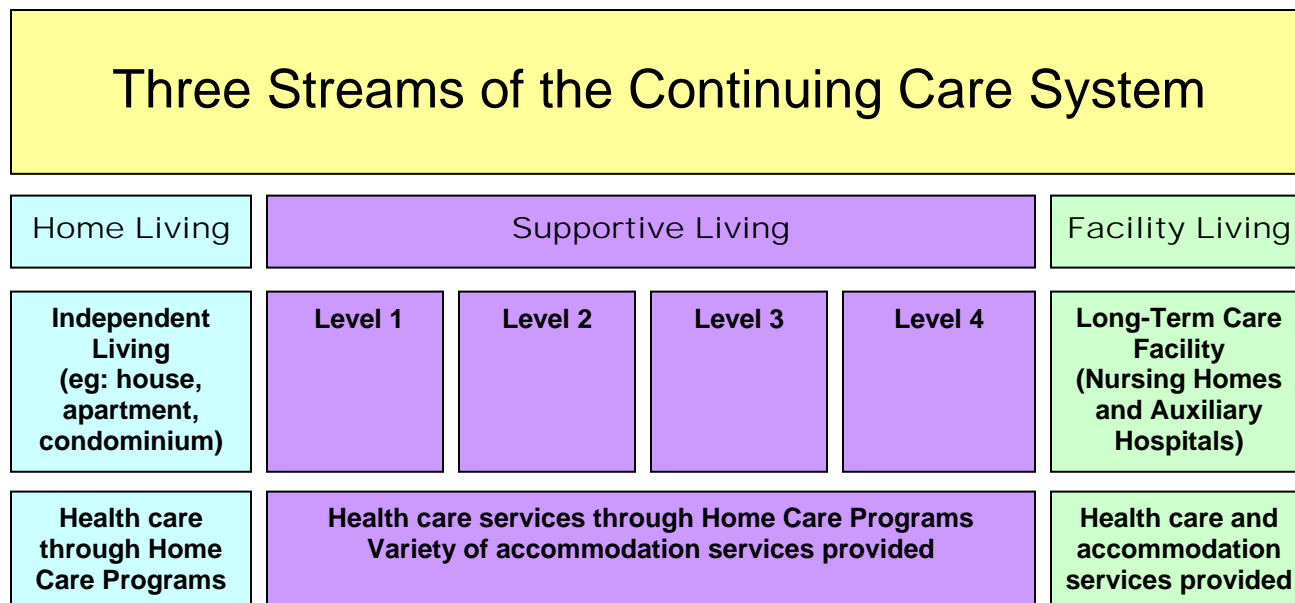 Three Streams of the Continuing Care System
Home Living
Supportive Living
Facility Living
Independent
Living
(eg: house,
apartment,
condominium)
Level 1
Level 2
Level 3
Level 4
Long-Term Care
Facility
(Nursing Homes
and Auxiliary
Hospitals)
Health care
through Home
Care Programs
Health care services through Home Care Programs
Variety of accommodation services provided
Health care and
accommodation
services provided